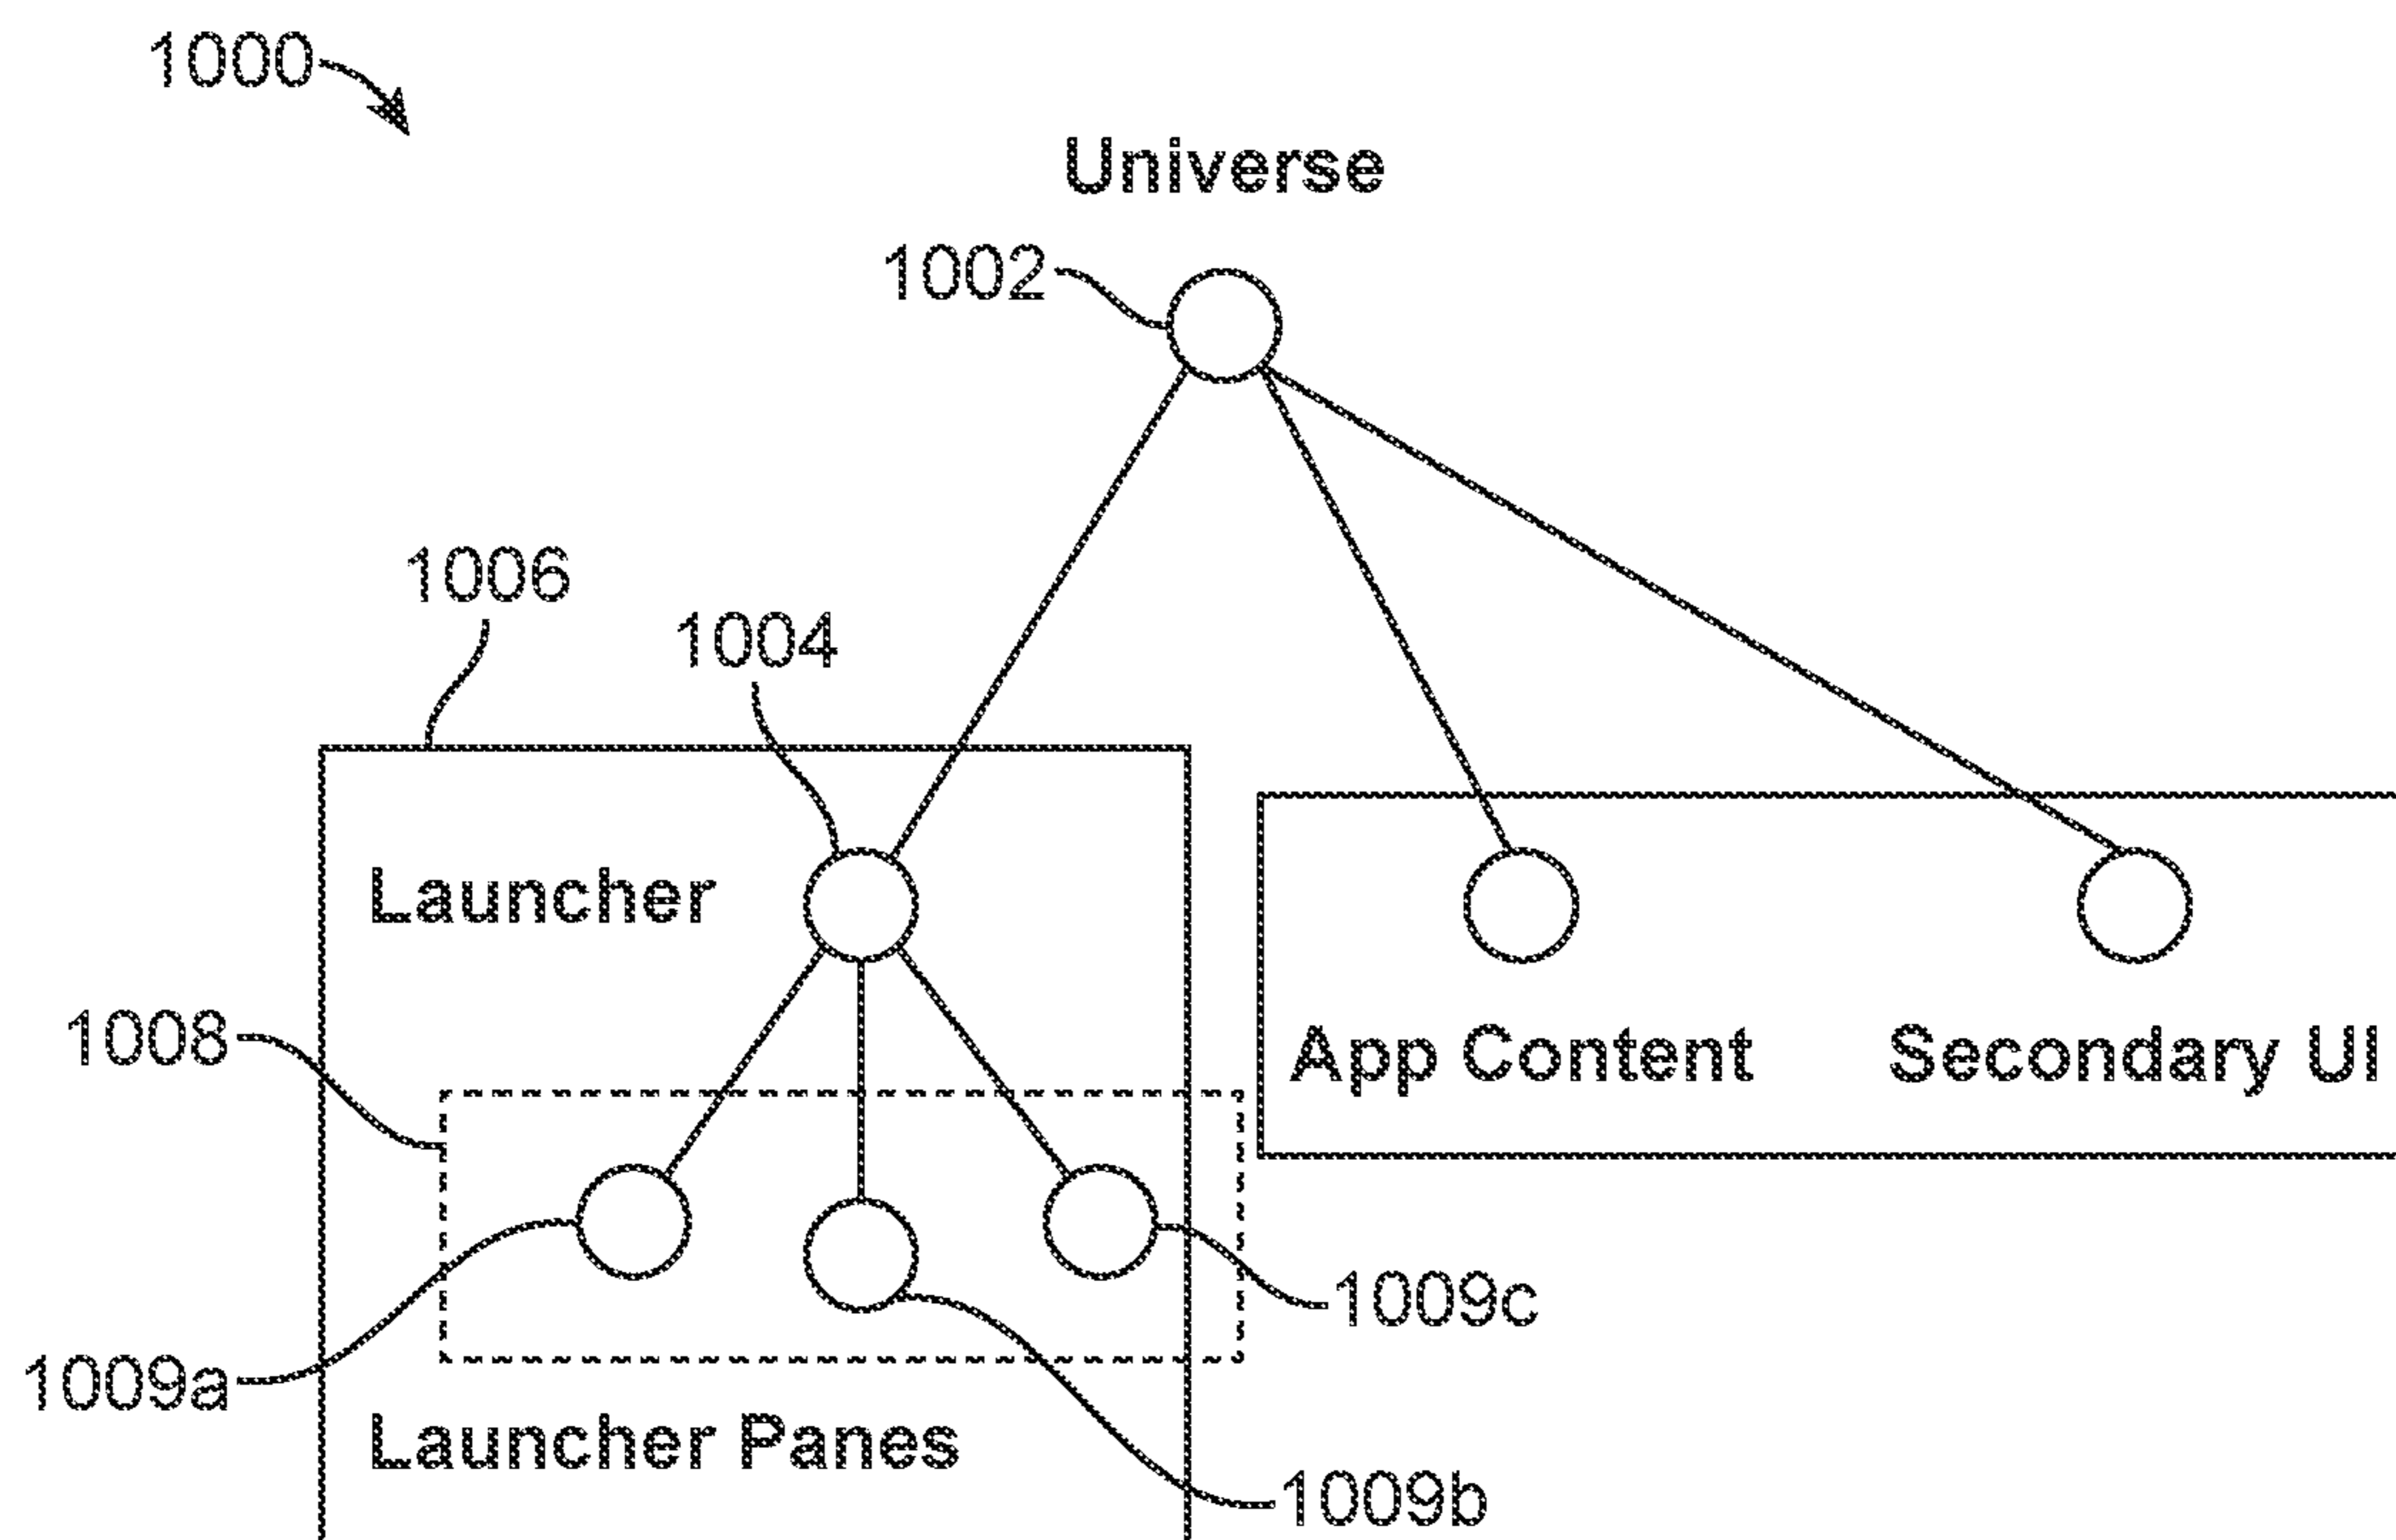 1000
Universe
1002
1006
1004
Launcher
1008
App Content
Secondary UI
1009a
1009c
Launcher Panes
1009b